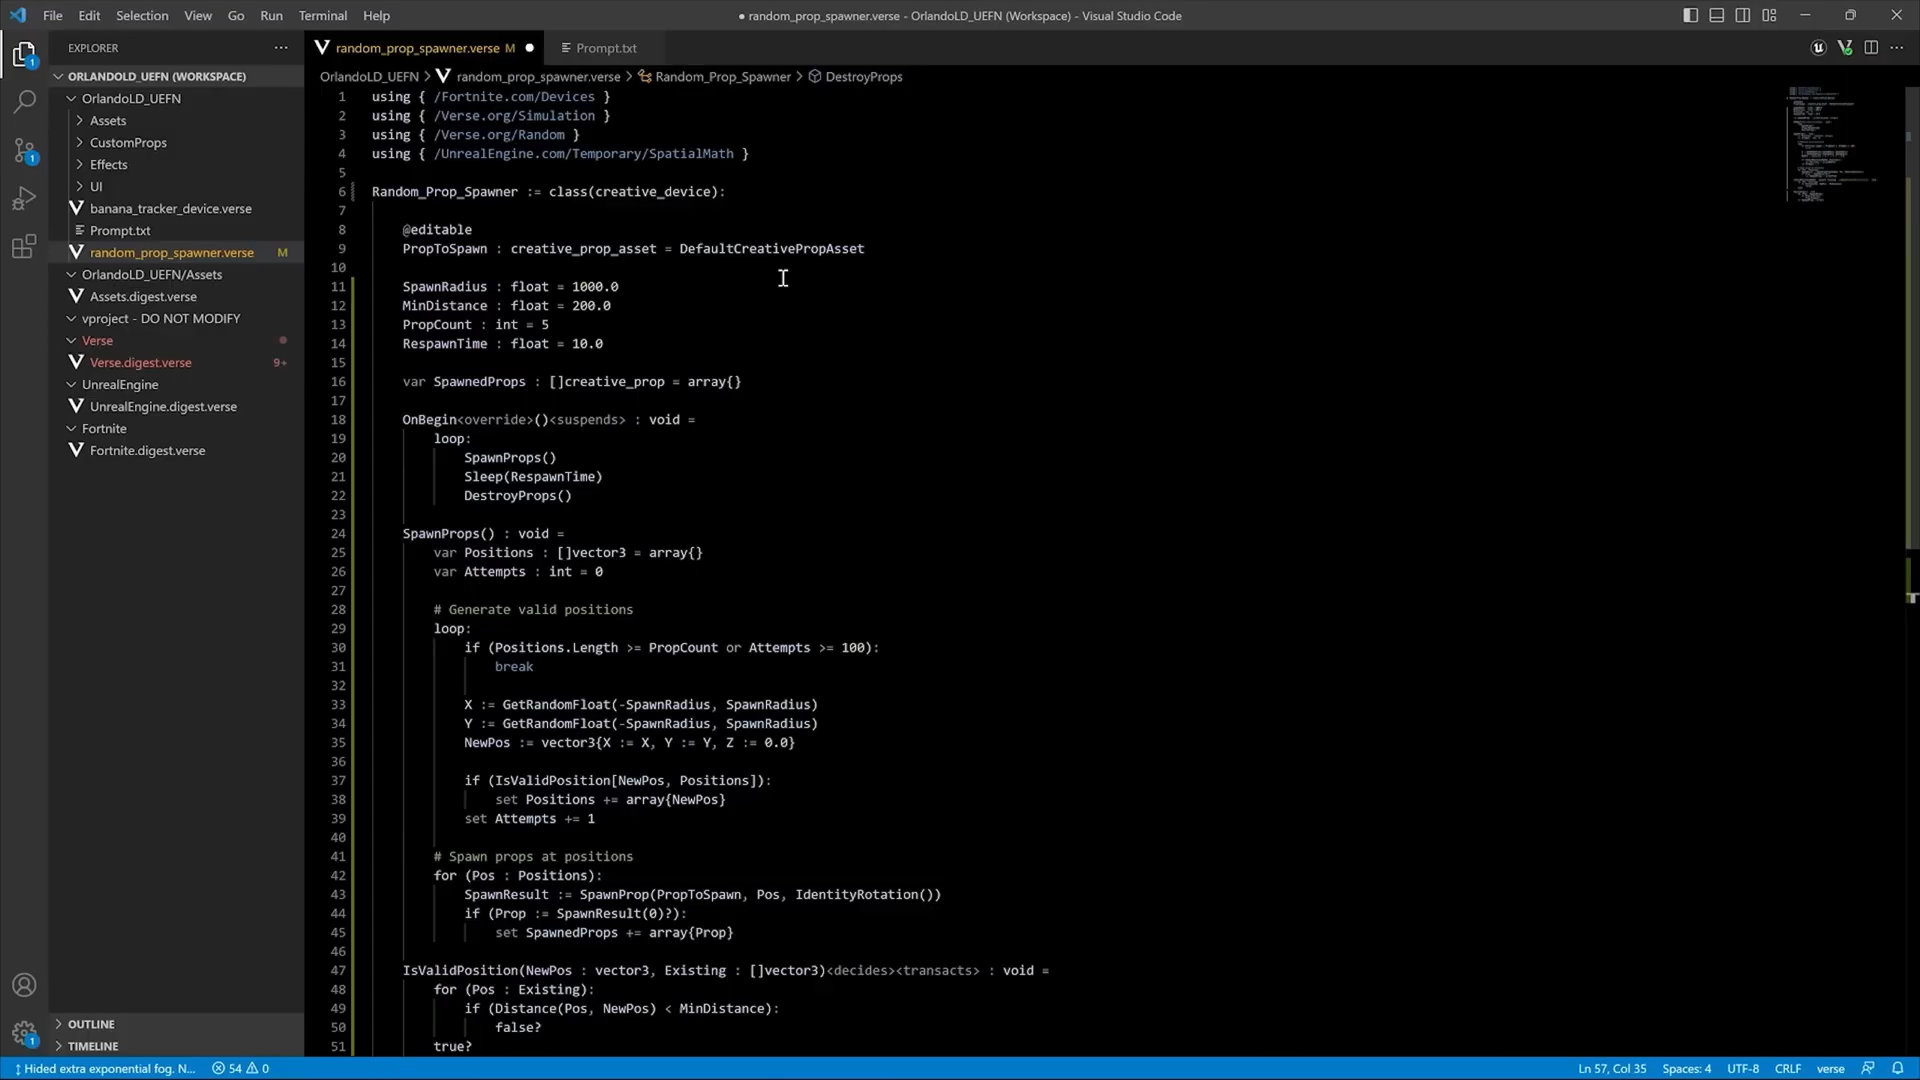 File Edit Selection View Go Run Terminal Help
● random_prop_spawner.verse - OrlandoLD_UEFN (Workspace) - Visual Studio Code
EXPLORER
ORLANDOLD_UEFN (WORKSPACE)
OrlandoLD_UEFN
Assets
CustomProps
Effects
UI
banana_tracker_device.verse
Prompt.txt
random_prop_spawner.verse M
OrlandoLD_UEFN/Assets
Assets.digest.verse
vproject - DO NOT MODIFY
Verse
Verse.digest.verse 9+
UnrealEngine
UnrealEngine.digest.verse
Fortnite
Fortnite.digest.verse
OUTLINE
TIMELINE
1
1
1
random_prop_spawner.verse M ●
Prompt.txt
OrlandoLD_UEFN > random_prop_spawner.verse > Random_Prop_Spawner > DestroyProps
1 using { /Fortnite.com/Devices }
2 using { /Verse.org/Simulation }
3 using { /Verse.org/Random }
4 using { /UnrealEngine.com/Temporary/SpatialMath }
5
6 Random_Prop_Spawner := class(creative_device):
7
8 @editable
9 PropToSpawn : creative_prop_asset = DefaultCreativePropAsset
10
11 SpawnRadius : float = 1000.0
12 MinDistance : float = 200.0
13 PropCount : int = 5
14 RespawnTime : float = 10.0
15
16 var SpawnedProps : []creative_prop = array{}
17
18 OnBegin<override>()<suspends> : void =
19 loop:
20 SpawnProps()
21 Sleep(RespawnTime)
22 DestroyProps()
23
24 SpawnProps() : void =
25 var Positions : []vector3 = array{}
26 var Attempts : int = 0
27
28 # Generate valid positions
29 loop:
30 if (Positions.Length >= PropCount or Attempts >= 100):
31 break
32
33 X := GetRandomFloat(-SpawnRadius, SpawnRadius)
34 Y := GetRandomFloat(-SpawnRadius, SpawnRadius)
35 NewPos := vector3{X := X, Y := Y, Z := 0.0}
36
37 if (IsValidPosition[NewPos, Positions]):
38 set Positions += array{NewPos}
39 set Attempts += 1
40
41 # Spawn props at positions
42 for (Pos : Positions):
43 SpawnResult := SpawnProp(PropToSpawn, Pos, IdentityRotation())
44 if (Prop := SpawnResult(0)?):
45 set SpawnedProps += array{Prop}
46
47 IsValidPosition(NewPos : vector3, Existing : []vector3)<decides><transacts> : void =
48 for (Pos : Existing):
49 if (Distance(Pos, NewPos) < MinDistance):
50 false?
51 true?
Hided extra exponential fog. N... 54 0
Ln 57, Col 35 Spaces: 4 UTF-8 CRLF verse